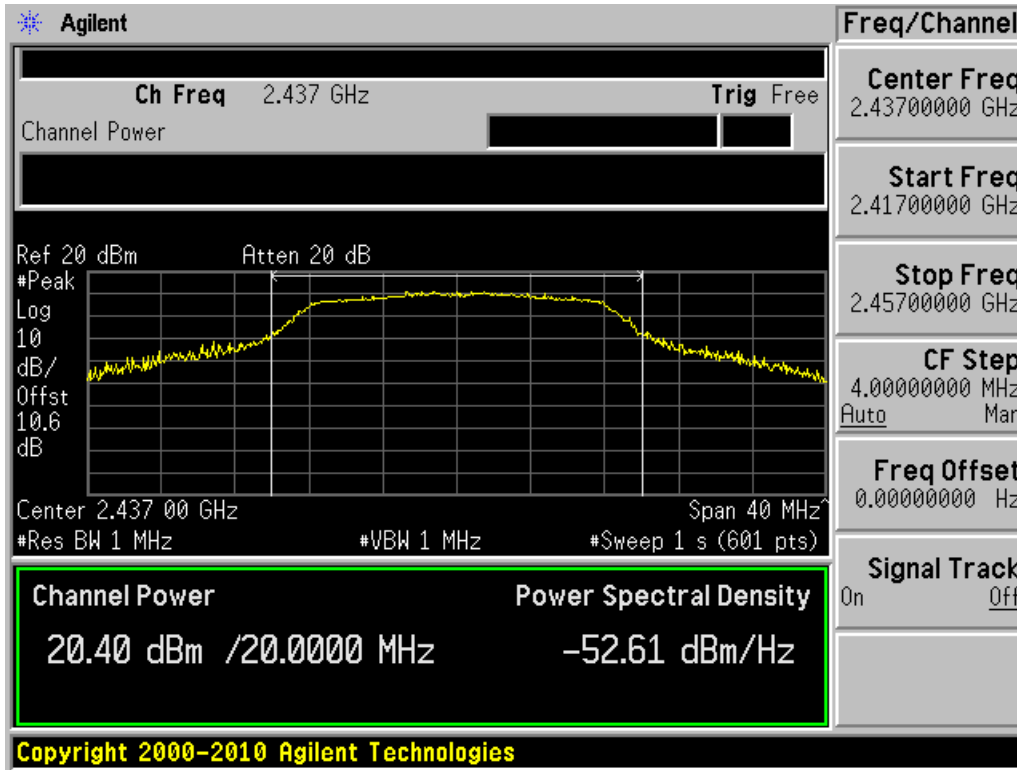 Agilent
Freq/Channel
Ch Freq 2.437 GHz
Trig Free
Channel Power
Center Freq
2.43700000 GHz
Start Freq
2.41700000 GHz
Stop Freq
2.45700000 GHz
CF Step
4.00000000 MHz
Auto Man
Freq Offset
0.00000000 Hz
Signal Track
On Off
Ref 20 dBm
Atten 20 dB
#Peak
Log
10
dB/
Offst
10.6
dB
Center 2.437 00 GHz
Span 40 MHz^
#Res BW 1 MHz
#VBW 1 MHz
#Sweep 1 s (601 pts)
Channel Power
Power Spectral Density
20.40 dBm /20.0000 MHz
-52.61 dBm/Hz
Copyright 2000-2010 Agilent Technologies